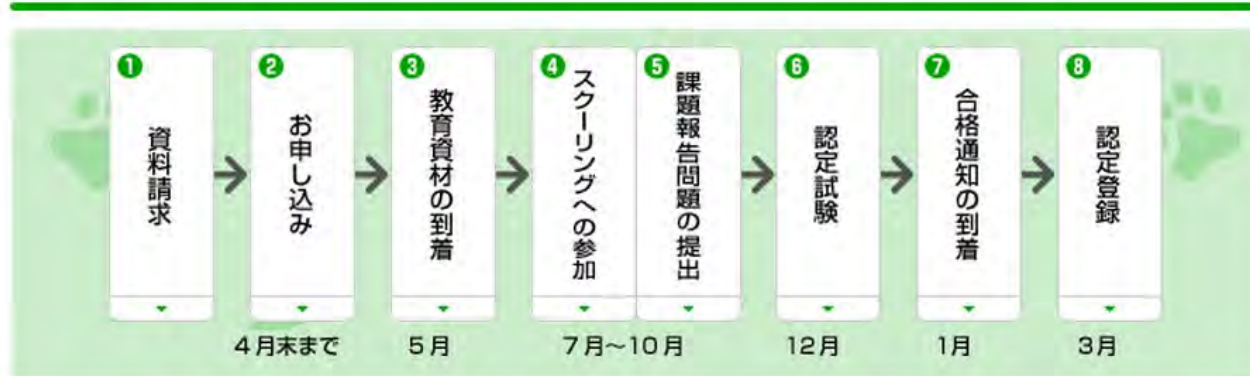 ❶
資料請求
❷
お申し込み
❸
教育資材の到着
❹
スクーリングへの参加
❺
課題報告問題の提出
❻
認定試験
❼
合格通知の到着
❽
認定登録
4月末まで
5月
7月～10月
12月
1月
3月